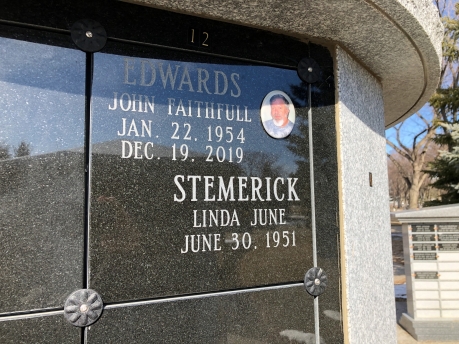 12
EDWARDS
JOHN FAITHFULL
JAN. 22. 1954
DEC. 19. 2019
STEMERICK
LINDA JUNE
JUNE 30. 1951